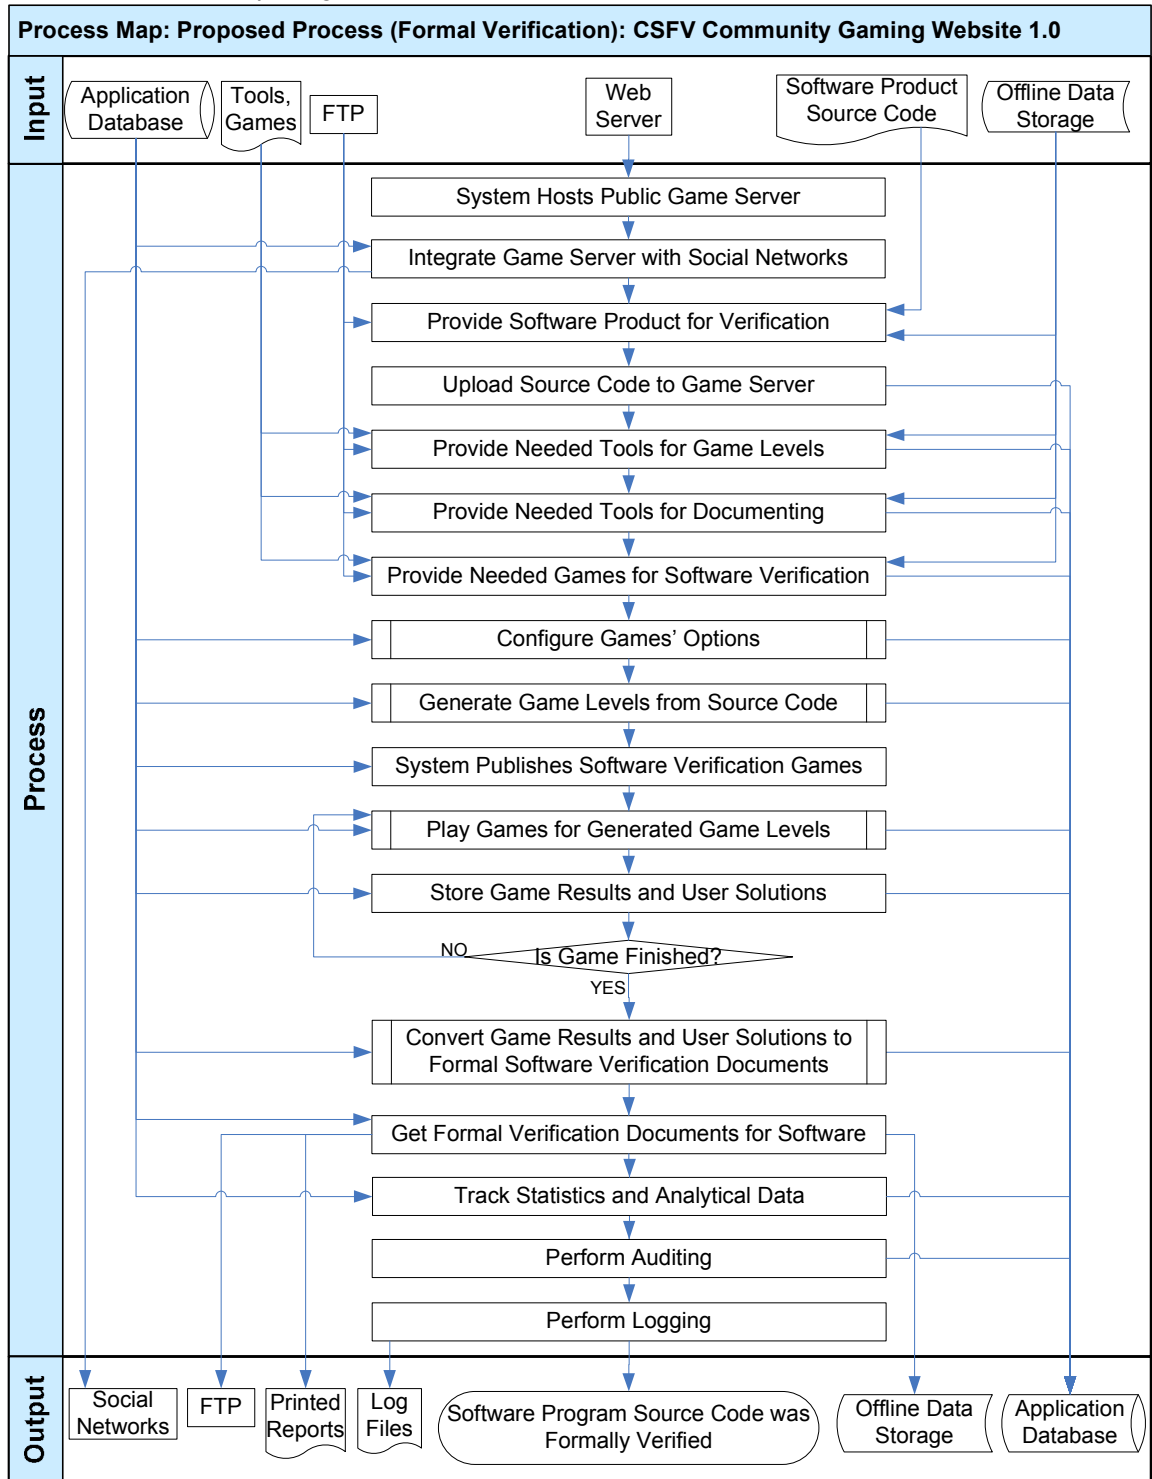 Process Map: Proposed Process (Formal Verification): CSFV Community Gaming Website 1.0
Input
Application
Database
Tools,
Games
FTP
Web
Server
Software Product
Source Code
Offline Data
Storage
Process
System Hosts Public Game Server
Integrate Game Server with Social Networks
Provide Software Product for Verification
Upload Source Code to Game Server
Provide Needed Tools for Game Levels
Provide Needed Tools for Documenting
Provide Needed Games for Software Verification
Configure Games’ Options
Generate Game Levels from Source Code
System Publishes Software Verification Games
Play Games for Generated Game Levels
Store Game Results and User Solutions
NO
Is Game Finished?
YES
Convert Game Results and User Solutions to
Formal Software Verification Documents
Get Formal Verification Documents for Software
Track Statistics and Analytical Data
Perform Auditing
Perform Logging
Output
Social
Networks
FTP
Printed
Reports
Log
Files
Software Program Source Code was
Formally Verified
Offline Data
Storage
Application
Database